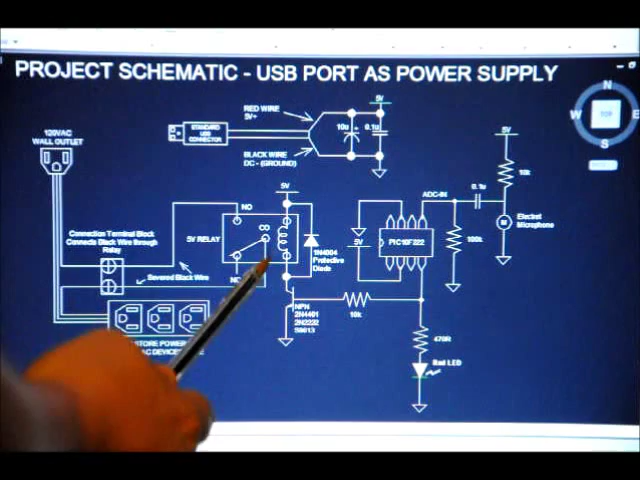 PROJECT SCHEMATIC - USB PORT AS POWER SUPPLY
N
W
E
S
TOP
RED WIRE
5V+
STANDARD
USB
CONNECTOR
10u
0.1u
5V
BLACK WIRE
DC - (GROUND)
120VAC
WALL OUTLET
5V
10k
0.1u
ADC-IN
Electret
Microphone
100k
PIC10F222
5V
5V
NO
CO
5V RELAY
1N4004
Protective
Diode
Connection Terminal Block
Connects Black Wire through
Relay
Severed Black Wire
NPN
2N4401
2N2222
S9013
10k
470R
Red LED